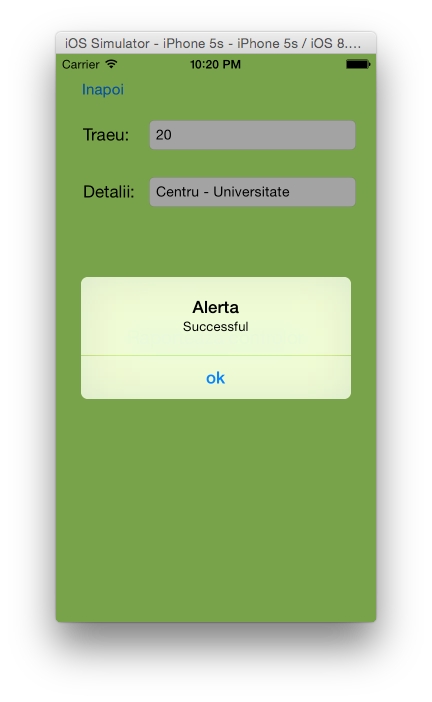 iOS Simulator - iPhone 5s - iPhone 5s / iOS 8....
Carrier 10:20 PM
Inapoi
Traeu: 20
Detalii: Centru - Universitate
Alerta
Successful
ok